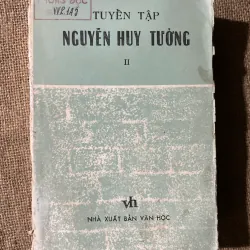 TUYỂN TẬP
NGUYỄN HUY TƯỞNG
II
vh
NHÀ XUẤT BẢN VĂN HỌC